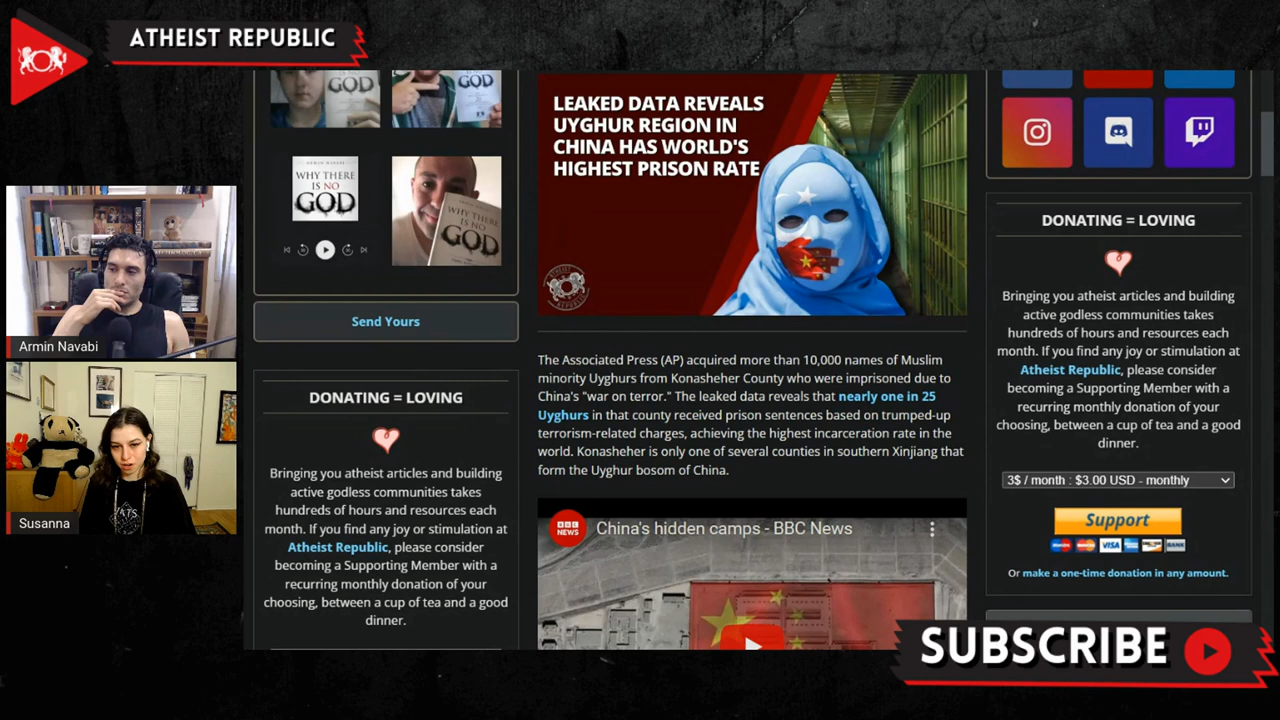 ATHEIST REPUBLIC
GOD
GOD
WHY THERE
IS NO
GOD
WHY THERE
IS NO
GOD
Send Yours
DONATING = LOVING
Bringing you atheist articles and building
active godless communities takes
hundreds of hours and resources each
month. If you find any joy or stimulation at
Atheist Republic, please consider
becoming a Supporting Member with a
recurring monthly donation of your
choosing, between a cup of tea and a good
dinner.
Armin Navabi
Susanna
LEAKED DATA REVEALS
UYGHUR REGION IN
CHINA HAS WORLD'S
HIGHEST PRISON RATE
The Associated Press (AP) acquired more than 10,000 names of Muslim
minority Uyghurs from Konasheher County who were imprisoned due to
China's "war on terror." The leaked data reveals that nearly one in 25
Uyghurs in that county received prison sentences based on trumped-up
terrorism-related charges, achieving the highest incarceration rate in the
world. Konasheher is only one of several counties in southern Xinjiang that
form the Uyghur bosom of China.
BBC
NEWS
China's hidden camps - BBC News
DONATING = LOVING
Bringing you atheist articles and building
active godless communities takes
hundreds of hours and resources each
month. If you find any joy or stimulation at
Atheist Republic, please consider
becoming a Supporting Member with a
recurring monthly donation of your
choosing, between a cup of tea and a good
dinner.
3$ / month : $3.00 USD - monthly
Support
VISA
BANK
Or make a one-time donation in any amount.
SUBSCRIBE